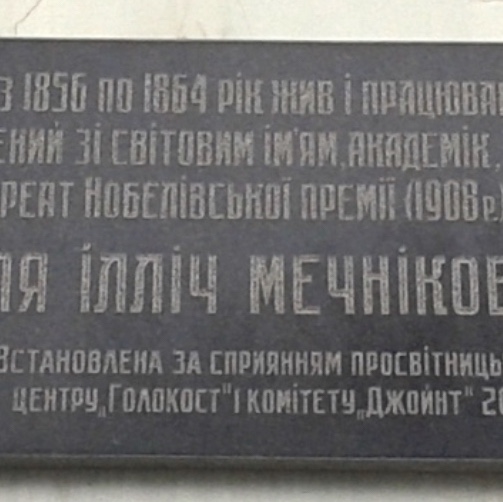 з 1856 по 1864 рік жив і працював
ений зі світовим ім'ям, академік,
реат Нобелівської премії (1908 р.
ля Ілліч МЕЧНІКОВ
Встановлена за сприянням просвітниць
центру „Голокост" і комітету „Джойнт" 20